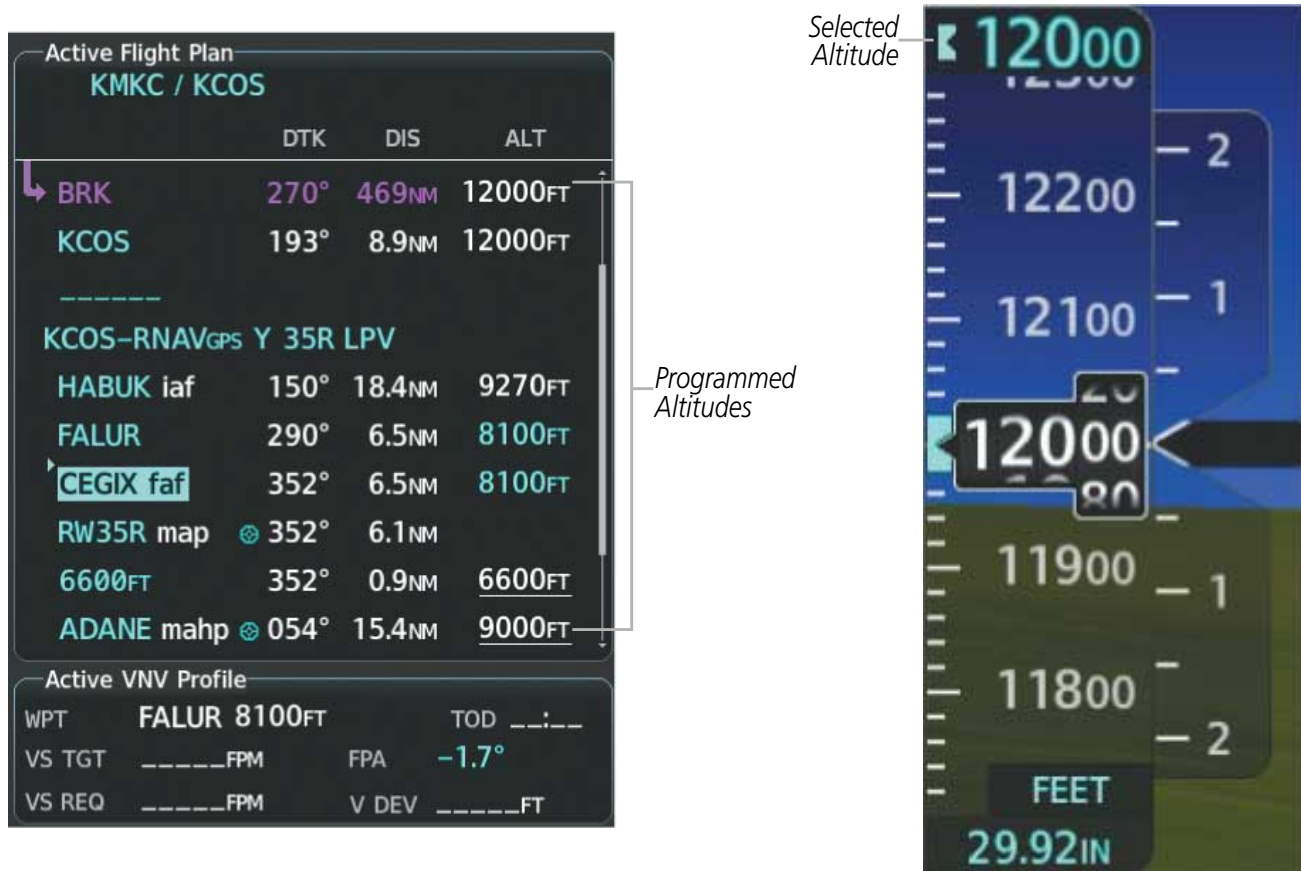 Active Flight Plan
KMKC / KCOS
DTK DIS ALT
BRK 270° 469NM 12000FT
KCOS 193° 8.9NM 12000FT
______
KCOS–RNAVGPS Y 35R LPV
HABUK iaf 150° 18.4NM 9270FT
FALUR 290° 6.5NM 8100FT
CEGIX faf 352° 6.5NM 8100FT
RW35R map 352° 6.1NM
6600FT 352° 0.9NM 6600FT
ADANE mahp 054° 15.4NM 9000FT
Active VNV Profile
WPT FALUR 8100FT TOD __:__
VS TGT _____FPM FPA –1.7°
VS REQ _____FPM V DEV _____FT
Programmed
Altitudes
Selected
Altitude
12000
2
12200
12100
1
20
12000
80
11900
1
11800
2
FEET
29.92IN